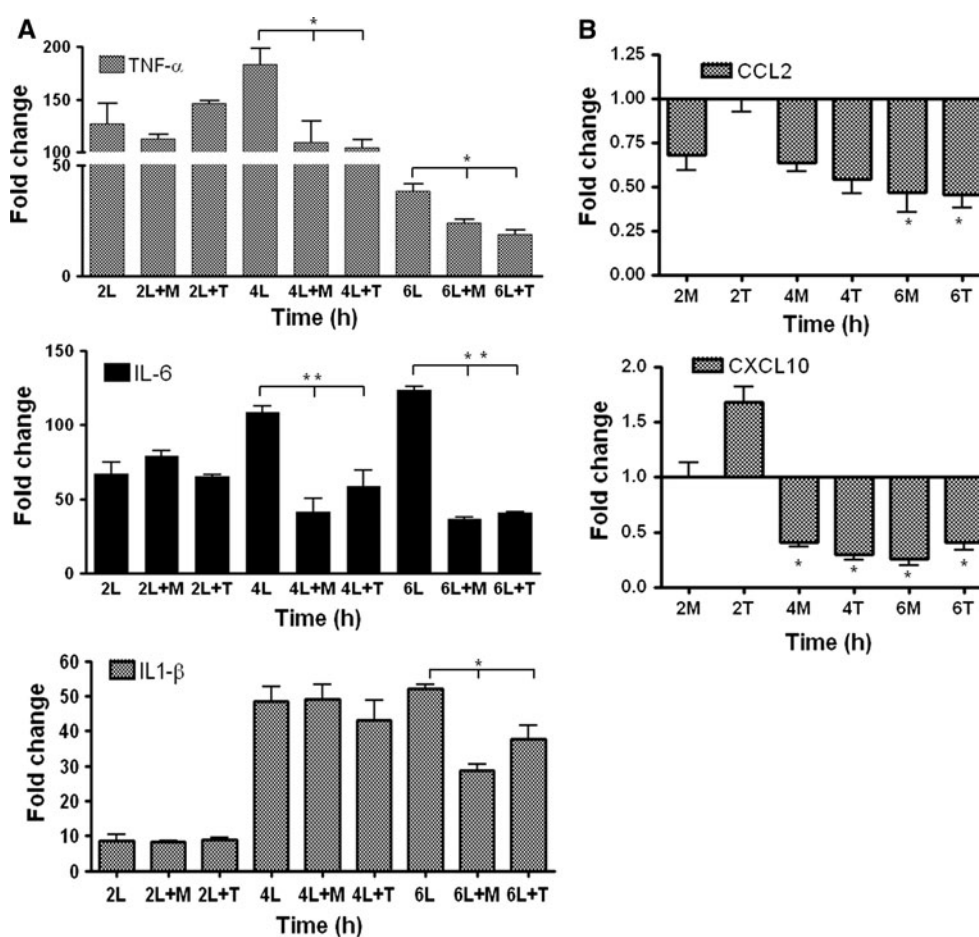 A
TNF-α
*
*
Fold change
200
150
100
50
0
2L 2L+M 2L+T 4L 4L+M 4L+T 6L 6L+M 6L+T
Time (h)
IL-6
**
* *
Fold change
150
100
50
0
2L 2L+M 2L+T 4L 4L+M 4L+T 6L 6L+M 6L+T
Time (h)
IL1-β
*
Fold change
60
50
40
30
20
10
0
2L 2L+M 2L+T 4L 4L+M 4L+T 6L 6L+M 6L+T
Time (h)
B
CCL2
Fold change
1.25
1.00
0.75
0.50
0.25
0.00
* *
2M 2T 4M 4T 6M 6T
Time (h)
CXCL10
Fold change
2.0
1.5
1.0
0.5
0.0
* * * *
2M 2T 4M 4T 6M 6T
Time (h)